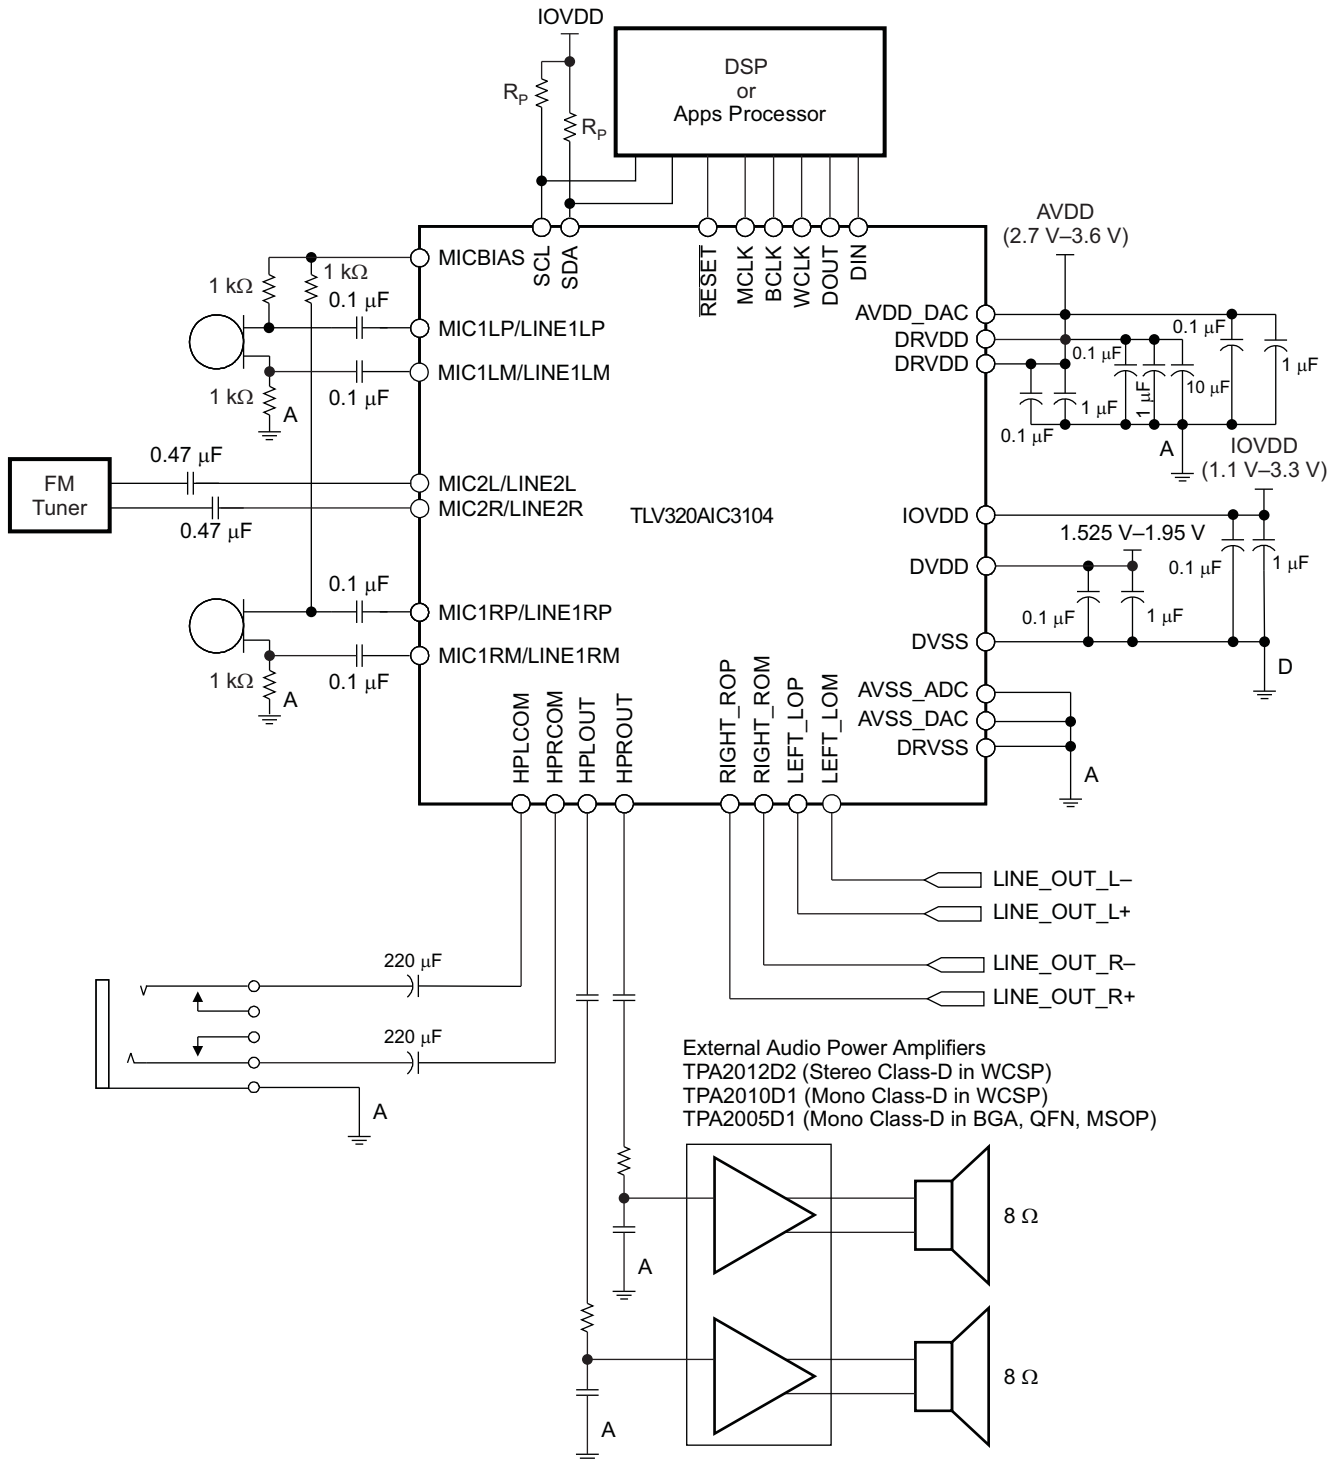 IOVDD
DSP
or
Apps Processor
R_P
R_P
SCL
SDA
RESET
MCLK
BCLK
WCLK
DOUT
DIN
AVDD
(2.7 V–3.6 V)
MICBIAS
1 kΩ
1 kΩ
0.1 μF
MIC1LP/LINE1LP
MIC1LM/LINE1LM
1 kΩ
A
0.1 μF
AVDD_DAC
DRVDD
DRVDD
0.1 μF
0.1 μF
1 μF
10 μF
1 μF
1 μF
0.1 μF
A
0.47 μF
FM
Tuner
MIC2L/LINE2L
MIC2R/LINE2R
0.47 μF
TLV320AIC3104
IOVDD
(1.1 V–3.3 V)
IOVDD
1.525 V–1.95 V
DVDD
0.1 μF
1 μF
0.1 μF
1 μF
DVSS
D
0.1 μF
MIC1RP/LINE1RP
MIC1RM/LINE1RM
1 kΩ
A
0.1 μF
AVSS_ADC
AVSS_DAC
DRVSS
A
HPLCOM
HPRCOM
HPLOUT
HPROUT
RIGHT_ROP
RIGHT_ROM
LEFT_LOP
LEFT_LOM
LINE_OUT_L–
LINE_OUT_L+
LINE_OUT_R–
LINE_OUT_R+
220 μF
220 μF
A
External Audio Power Amplifiers
TPA2012D2 (Stereo Class-D in WCSP)
TPA2010D1 (Mono Class-D in WCSP)
TPA2005D1 (Mono Class-D in BGA, QFN, MSOP)
8 Ω
A
8 Ω
A